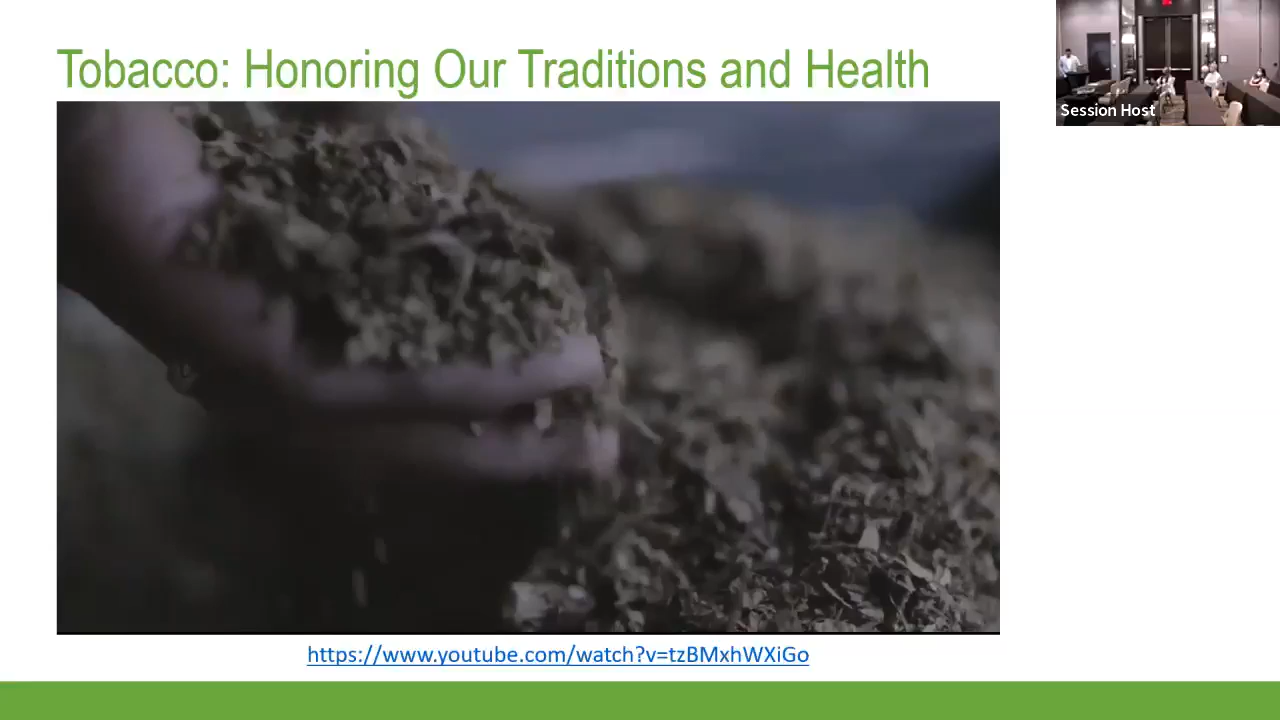 Tobacco: Honoring Our Traditions and Health
Session Host
https://www.youtube.com/watch?v=tzBMxhWXiGo